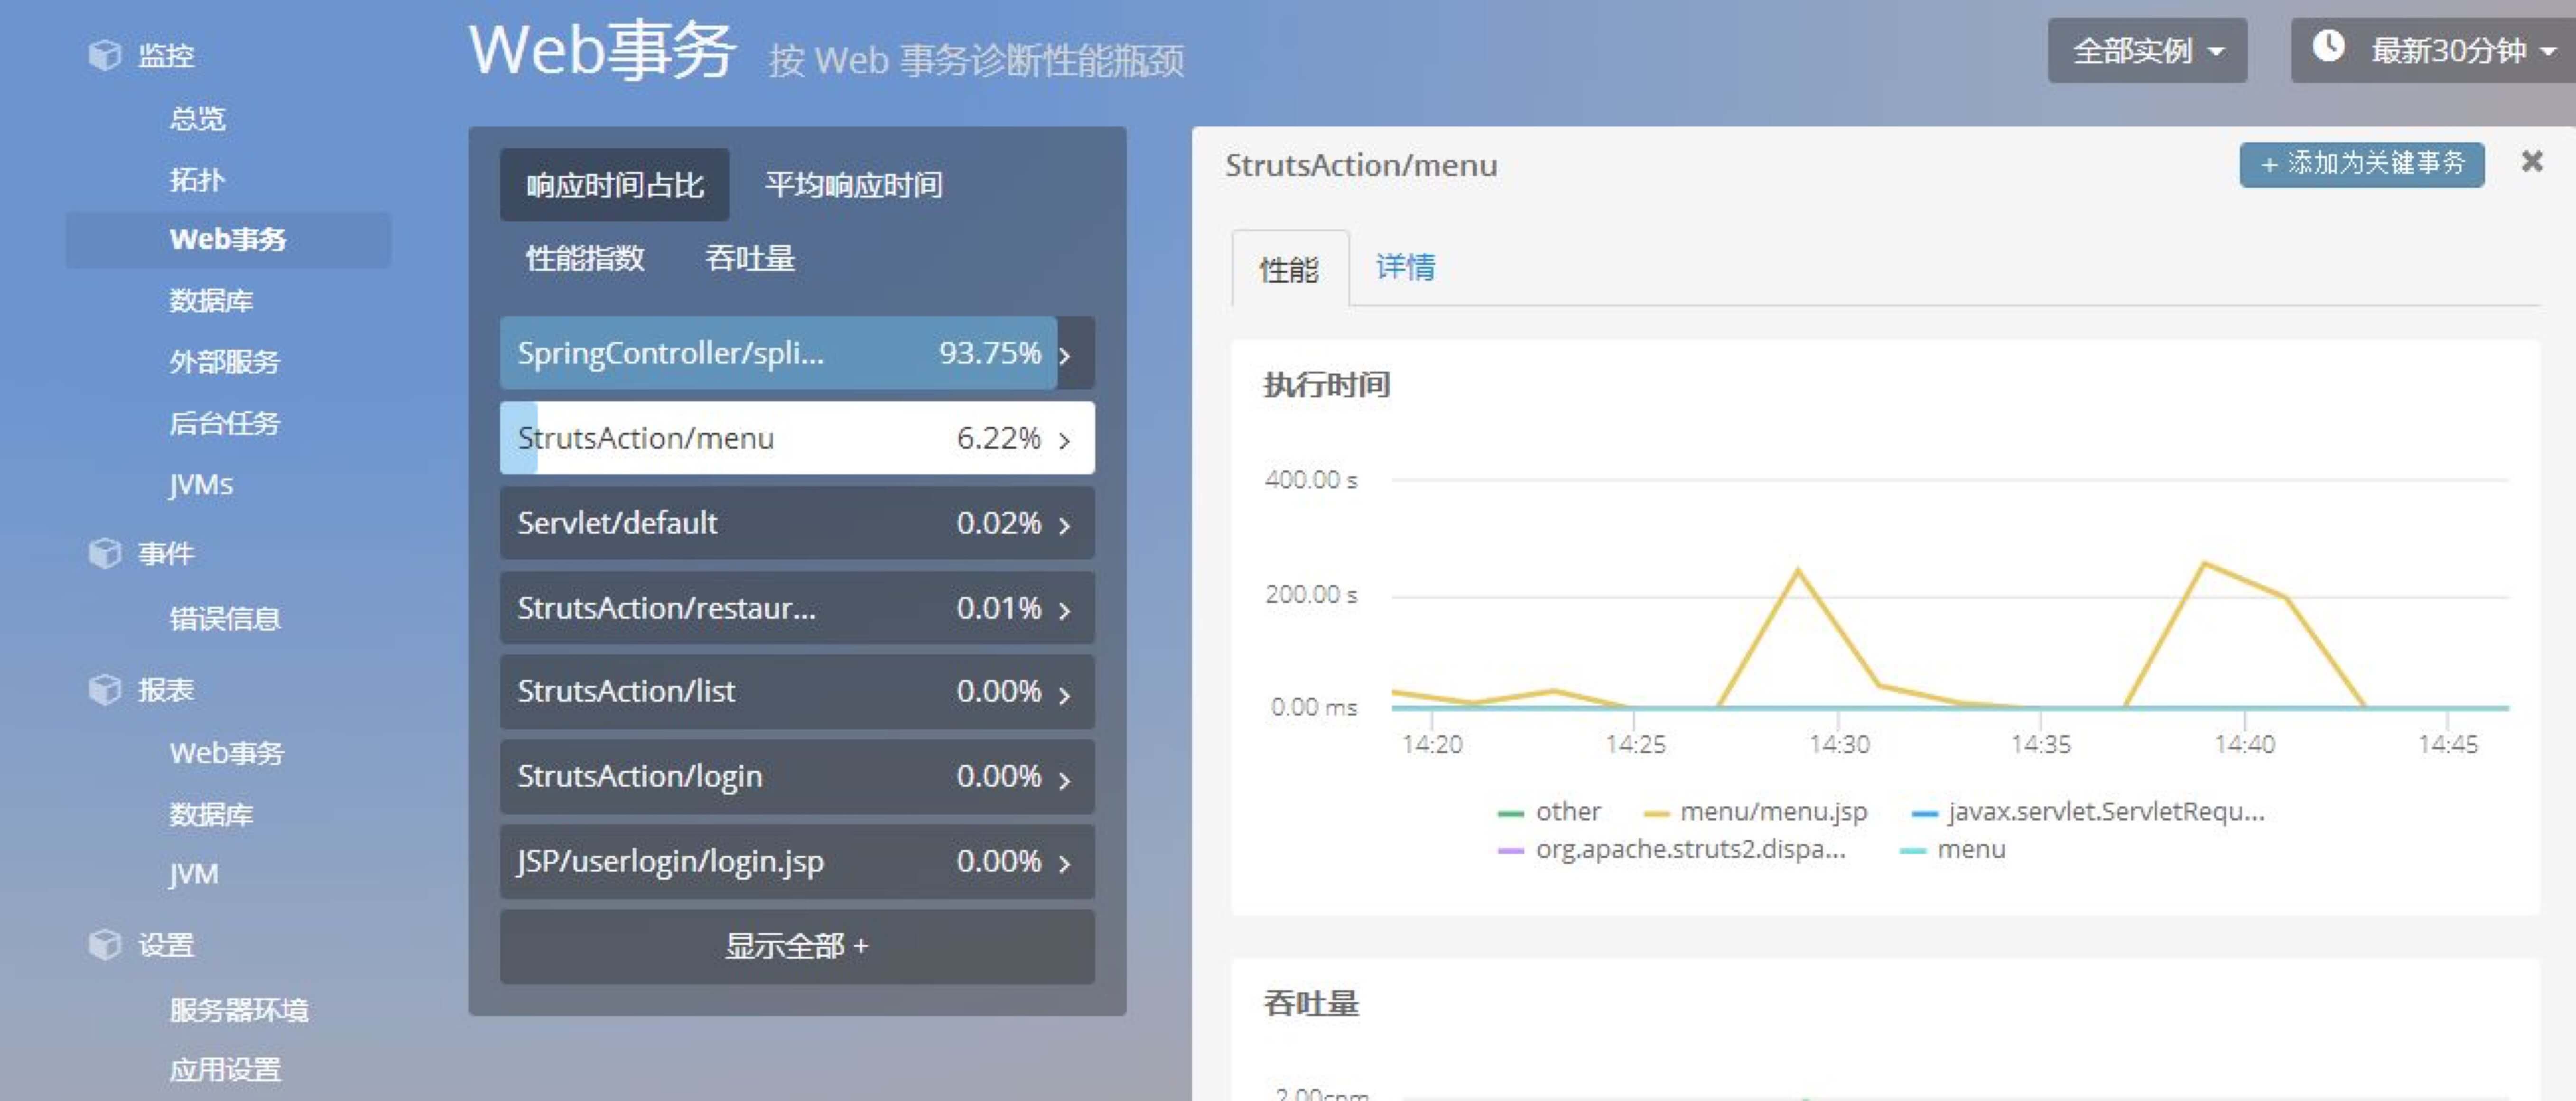 监控
总览
拓扑
Web事务
数据库
外部服务
后台任务
JVMs
事件
错误信息
报表
Web事务
数据库
JVM
设置
服务器环境
应用设置
Web事务 按 Web 事务诊断性能瓶颈
全部实例
最新30分钟
响应时间占比 平均响应时间
性能指数 吞吐量
SpringController/spli... 93.75%
StrutsAction/menu 6.22%
Servlet/default 0.02%
StrutsAction/restaur... 0.01%
StrutsAction/list 0.00%
StrutsAction/login 0.00%
JSP/userlogin/login.jsp 0.00%
显示全部 +
StrutsAction/menu
+ 添加为关键事务
性能 详情
执行时间
400.00 s
200.00 s
0.00 ms
14:20 14:25 14:30 14:35 14:40 14:45
other menu/menu.jsp javax.servlet.ServletRequ...
org.apache.struts2.dispa... menu
吞吐量
2.00cpm